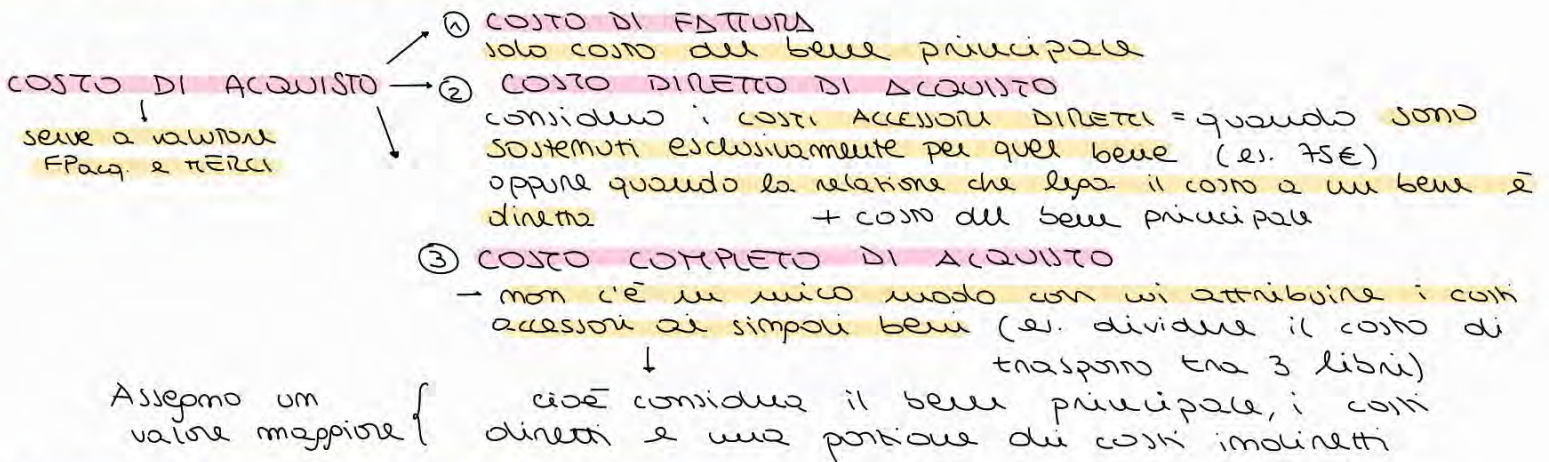 ① COSTO DI FATTURA
solo costo del bene principale
COSTO DI ACQUISTO → ② COSTO DIRETTO DI ACQUISTO
serve a valutare
FPacq. e MERCI
considero i COSTI ACCESSORI DIRETTI = quando sono
sostenuti esclusivamente per quel bene (es. 75€)
oppure quando la relazione che lega il costo a un bene è
diretta + costo del bene principale
③ COSTO COMPLETO DI ACQUISTO
→ non c'è un unico modo con cui attribuire i costi
accessori ai singoli beni (es. dividere il costo di
trasporto tra 3 libri)
↓
Assegno un
valore maggiore {
cioè considera il bene principale, i costi
diretti e una portione dei costi indiretti